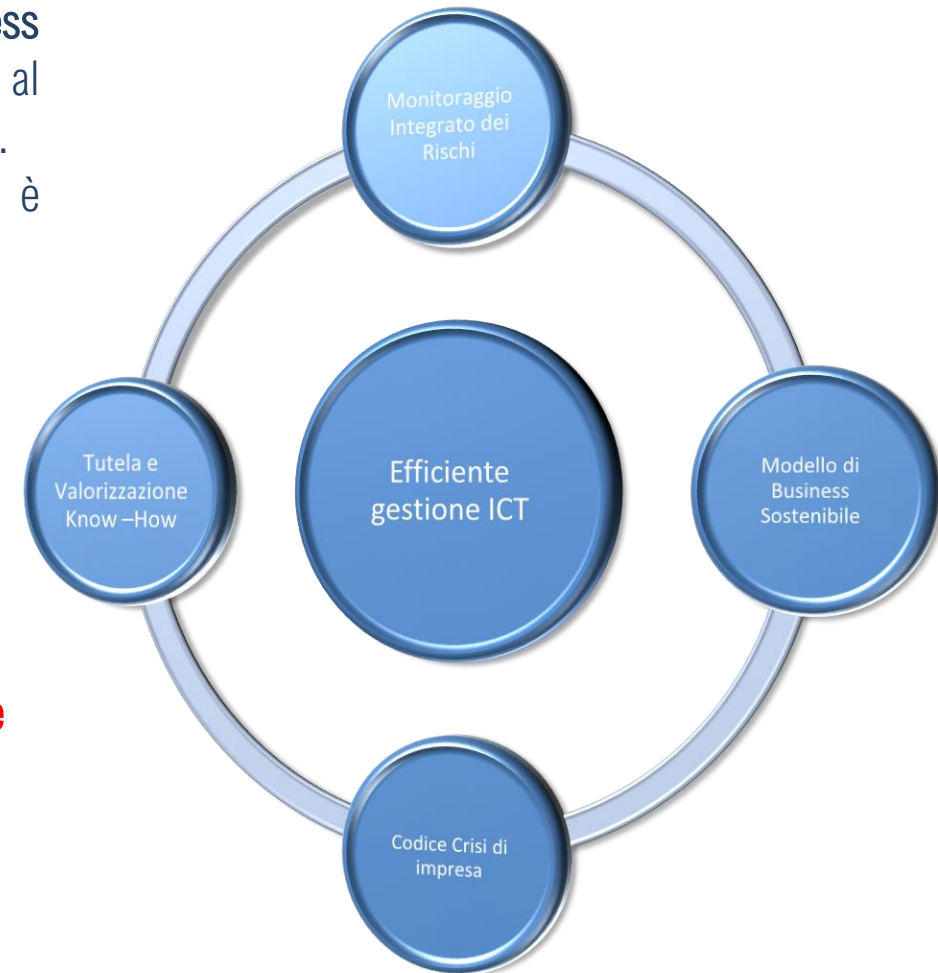 ess
al
.
è
e
Monitoraggio
Integrato dei
Rischi
Tutela e
Valorizzazione
Know –How
Efficiente
gestione ICT
Modello di
Business
Sostenibile
Codice Crisi di
impresa